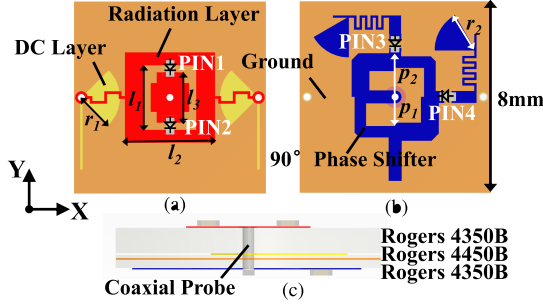 Radiation Layer
DC Layer
PIN1
PIN2
l1
l2
l3
r1
(a)
PIN3
PIN4
r2
p2
p1
Ground
Phase Shifter
90°
8mm
(b)
Y
X
Rogers 4350B
Rogers 4450B
Rogers 4350B
Coaxial Probe
(c)